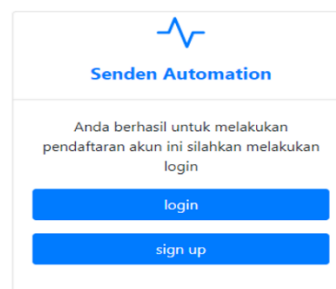 Senden Automation
Anda berhasil untuk melakukan
pendaftaran akun ini silahkan melakukan
login
login
sign up